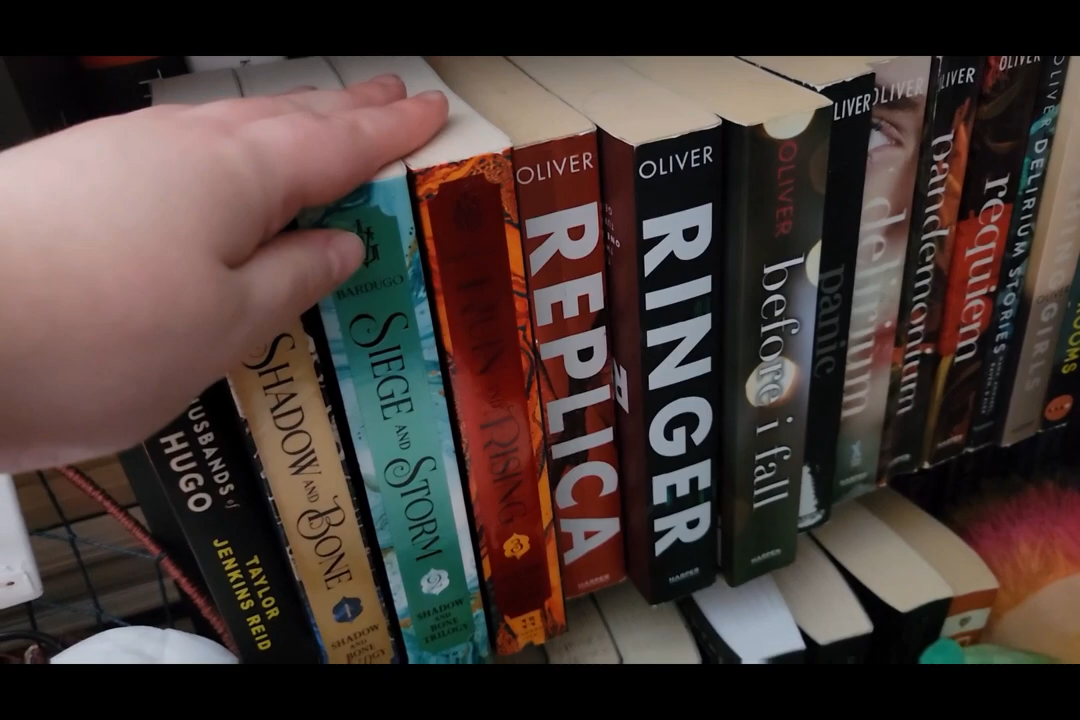 HUSBANDS of
HUGO
TAYLOR
JENKINS REID
SHADOW AND BONE
SHADOW
AND
BONE
TRILOGY
BARDUGO
SIEGE AND STORM
SHADOW
AND
BONE
TRILOGY
RISING
OLIVER
REPLICA
HARPER
OLIVER
RINGER
HARPER
OLIVER
before i fall
HARPER
OLIVER
panic
OLIVER
delirium
OLIVER
pandemonium
OLIVER
requiem
OLIVER DELIRIUM STORIES
GIRLS
ROOMS